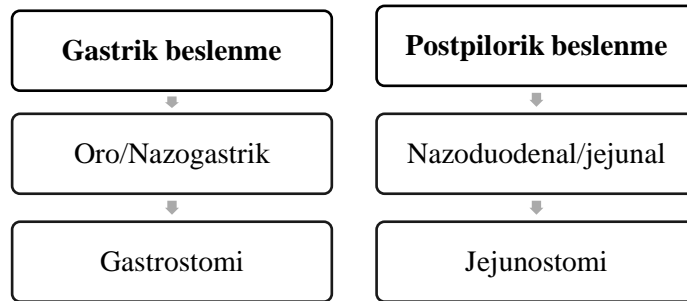 Gastrik beslenme
Oro/Nazogastrik
Gastrostomi
Postpilorik beslenme
Nazoduodenal/jejunal
Jejunostomi